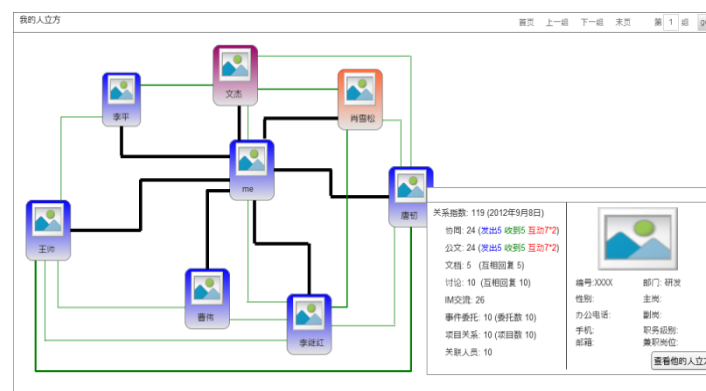 我的人立方
首页 上一组 下一组 末页 第 1 组
文杰
李平
肖雪松
me
唐韧
王帅
曹伟
李继红
关系指数: 119 (2012年9月8日)
协同: 24 (发出5 收到5 互动7*2)
公文: 24 (发出5 收到5 互动7*2)
文档: 5 (互相回复 5)
讨论: 10 (互相回复 10)
IM交流: 26
事件委托: 10 (委托数 10)
项目关系: 10 (项目数 10)
关联人员: 10
编号:XXXX 部门: 研发
性别: 主岗:
办公电话: 副岗:
手机: 职务级别:
邮箱: 兼职岗位:
查看他的人立方